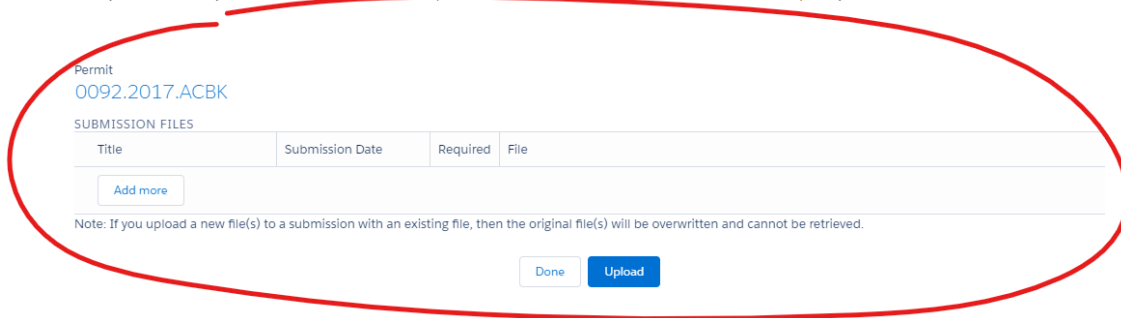 Permit
0092.2017.ACBK
SUBMISSION FILES
Title Submission Date Required File
Add more
Note: If you upload a new file(s) to a submission with an existing file, then the original file(s) will be overwritten and cannot be retrieved.
Done Upload